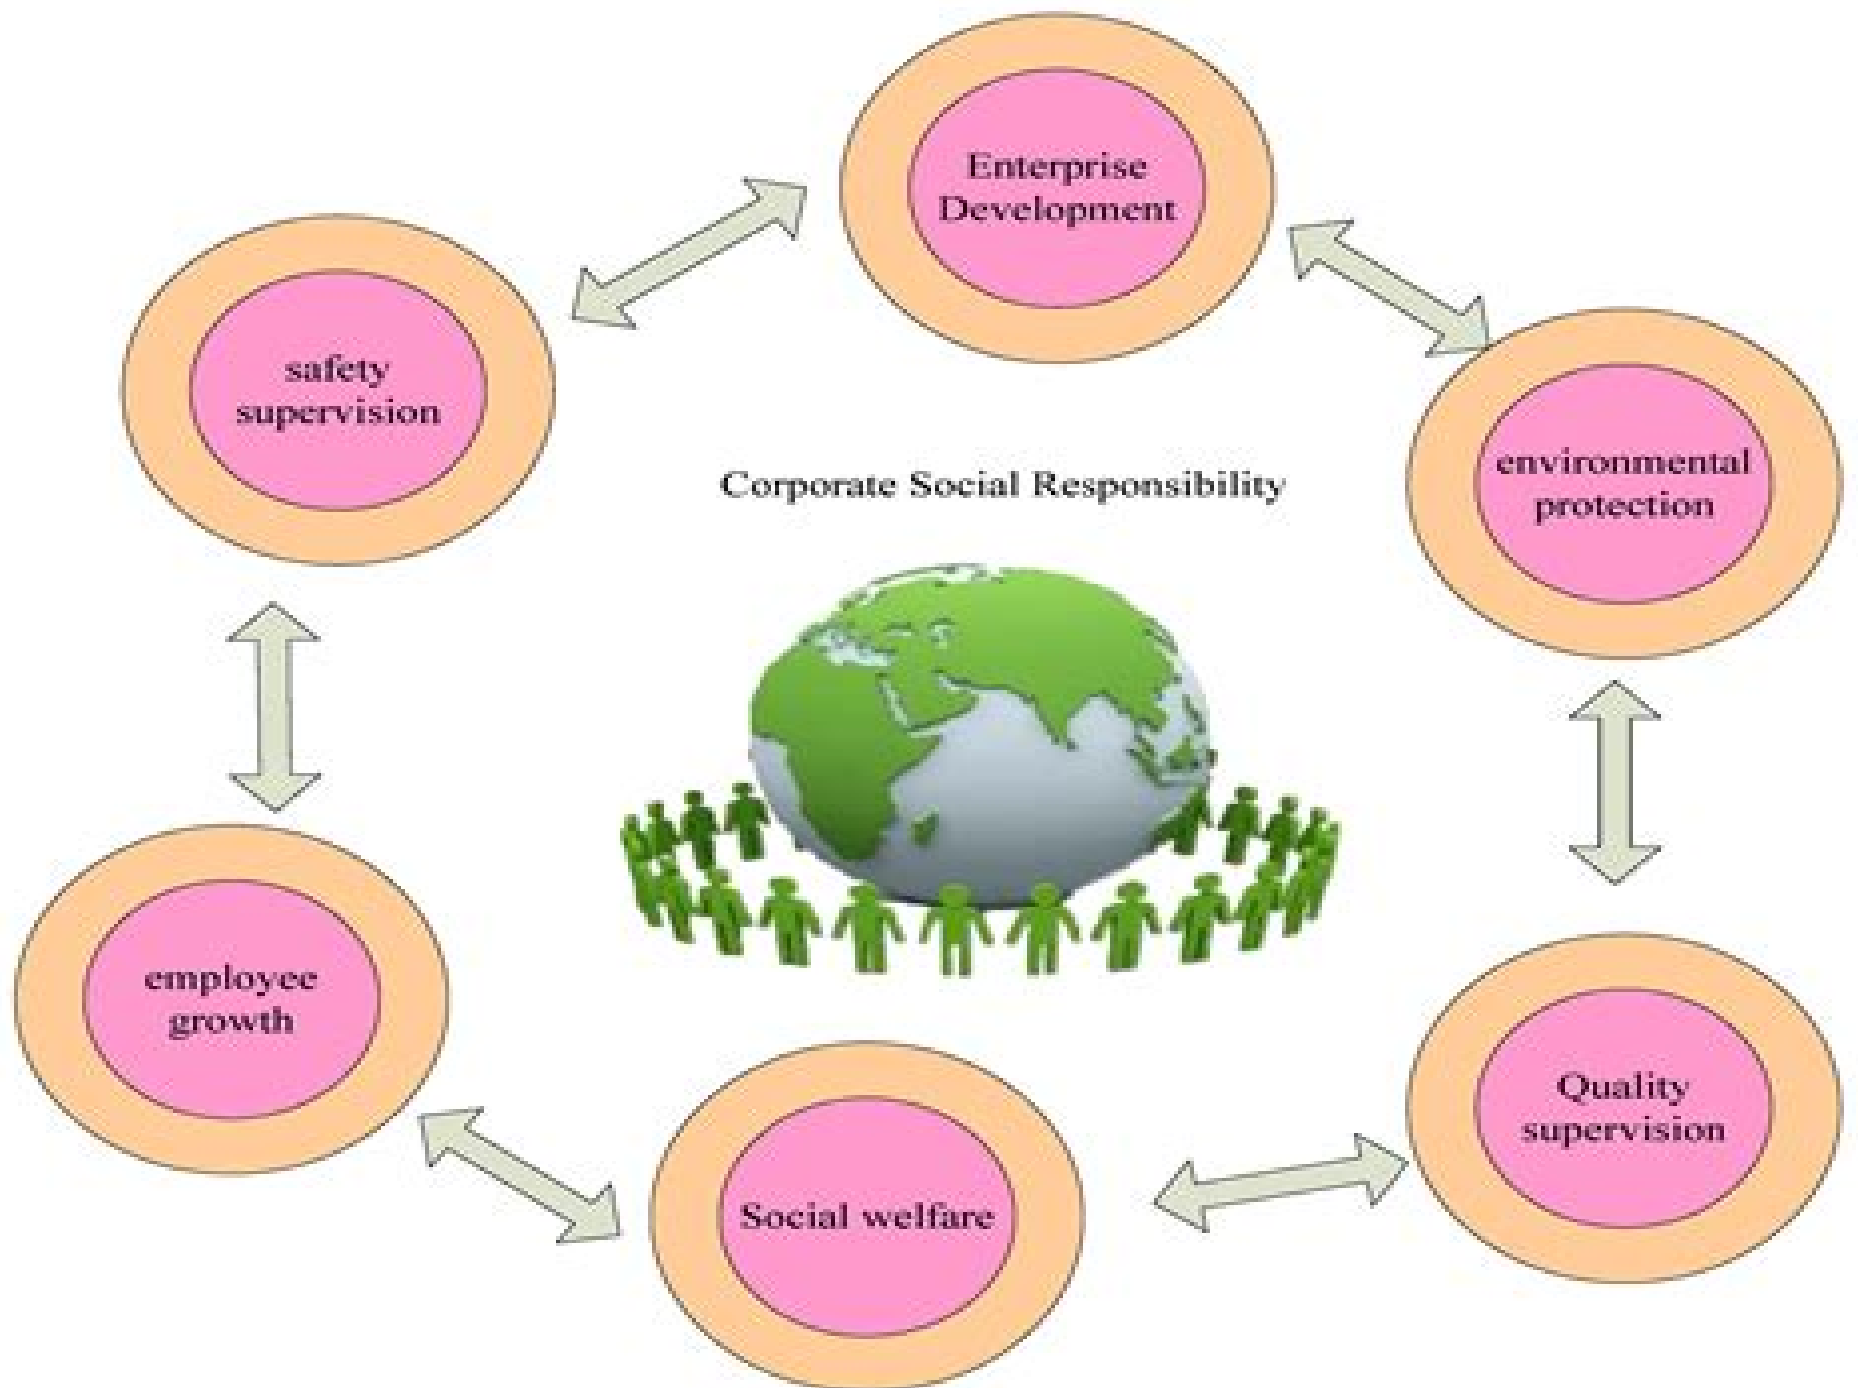 Enterprise
Development
safety
supervision
environmental
protection
Corporate Social Responsibility
employee
growth
Quality
supervision
Social welfare